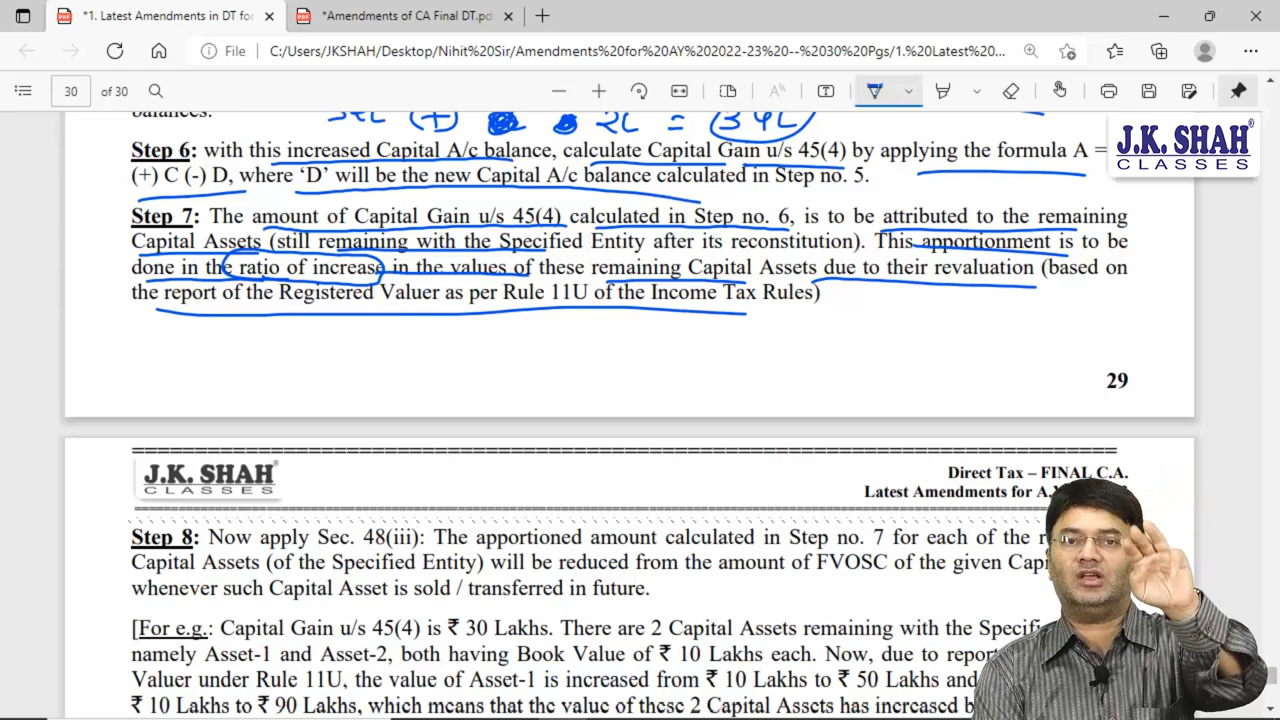 *1. Latest Amendments in DT for
*Amendments of CA Final DT.pd
File
C:/Users/JKSHAH/Desktop/Nihit%20Sir/Amendments%20for%20AY%202022-23%20--%2030%20Pgs/1.%20Latest%20...
30 of 30
balances.
(+) 2L = 34L
J.K. SHAH
CLASSES
Step 6: with this increased Capital A/c balance, calculate Capital Gain u/s 45(4) by applying the formula A =
(+) C (-) D, where ‘D’ will be the new Capital A/c balance calculated in Step no. 5.
Step 7: The amount of Capital Gain u/s 45(4) calculated in Step no. 6, is to be attributed to the remaining
Capital Assets (still remaining with the Specified Entity after its reconstitution). This apportionment is to be
done in the ratio of increase in the values of these remaining Capital Assets due to their revaluation (based on
the report of the Registered Valuer as per Rule 11U of the Income Tax Rules)
29
J.K. SHAH
CLASSES
Direct Tax – FINAL C.A.
Latest Amendments for A.Y.
Step 8: Now apply Sec. 48(iii): The apportioned amount calculated in Step no. 7 for each of the
Capital Assets (of the Specified Entity) will be reduced from the amount of FVOSC of the given
whenever such Capital Asset is sold / transferred in future.
[For e.g.: Capital Gain u/s 45(4) is ₹ 30 Lakhs. There are 2 Capital Assets remaining with the
namely Asset-1 and Asset-2, both having Book Value of ₹ 10 Lakhs each. Now, due to
Valuer under Rule 11U, the value of Asset-1 is increased from ₹ 10 Lakhs to ₹ 50 Lakhs and
₹ 10 Lakhs to ₹ 90 Lakhs, which means that the value of these 2 Capital Assets has increased